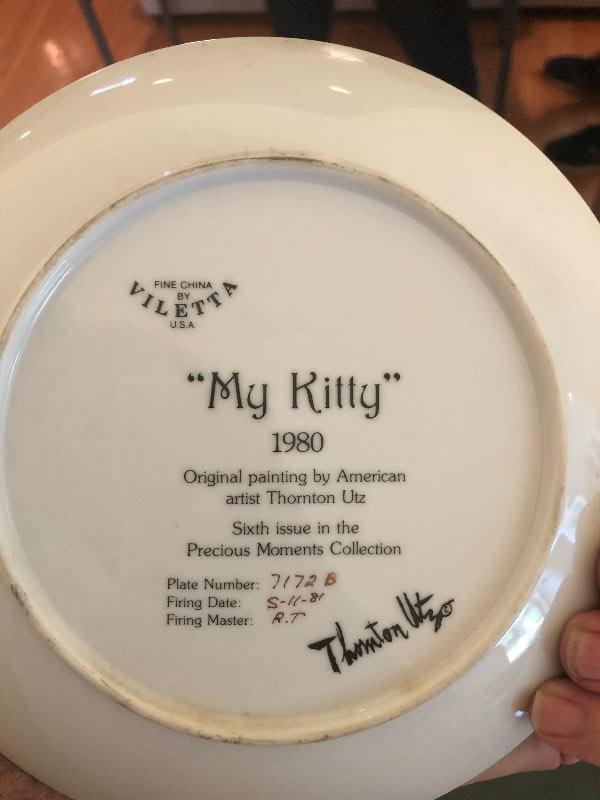 FINE CHINA
BY
VILETTA
U.S.A.
“My Kitty”
1980
Original painting by American
artist Thornton Utz
Sixth issue in the
Precious Moments Collection
Plate Number: 7172 B
Firing Date: 5-11-81
Firing Master: R.T
Thornton Utz ©